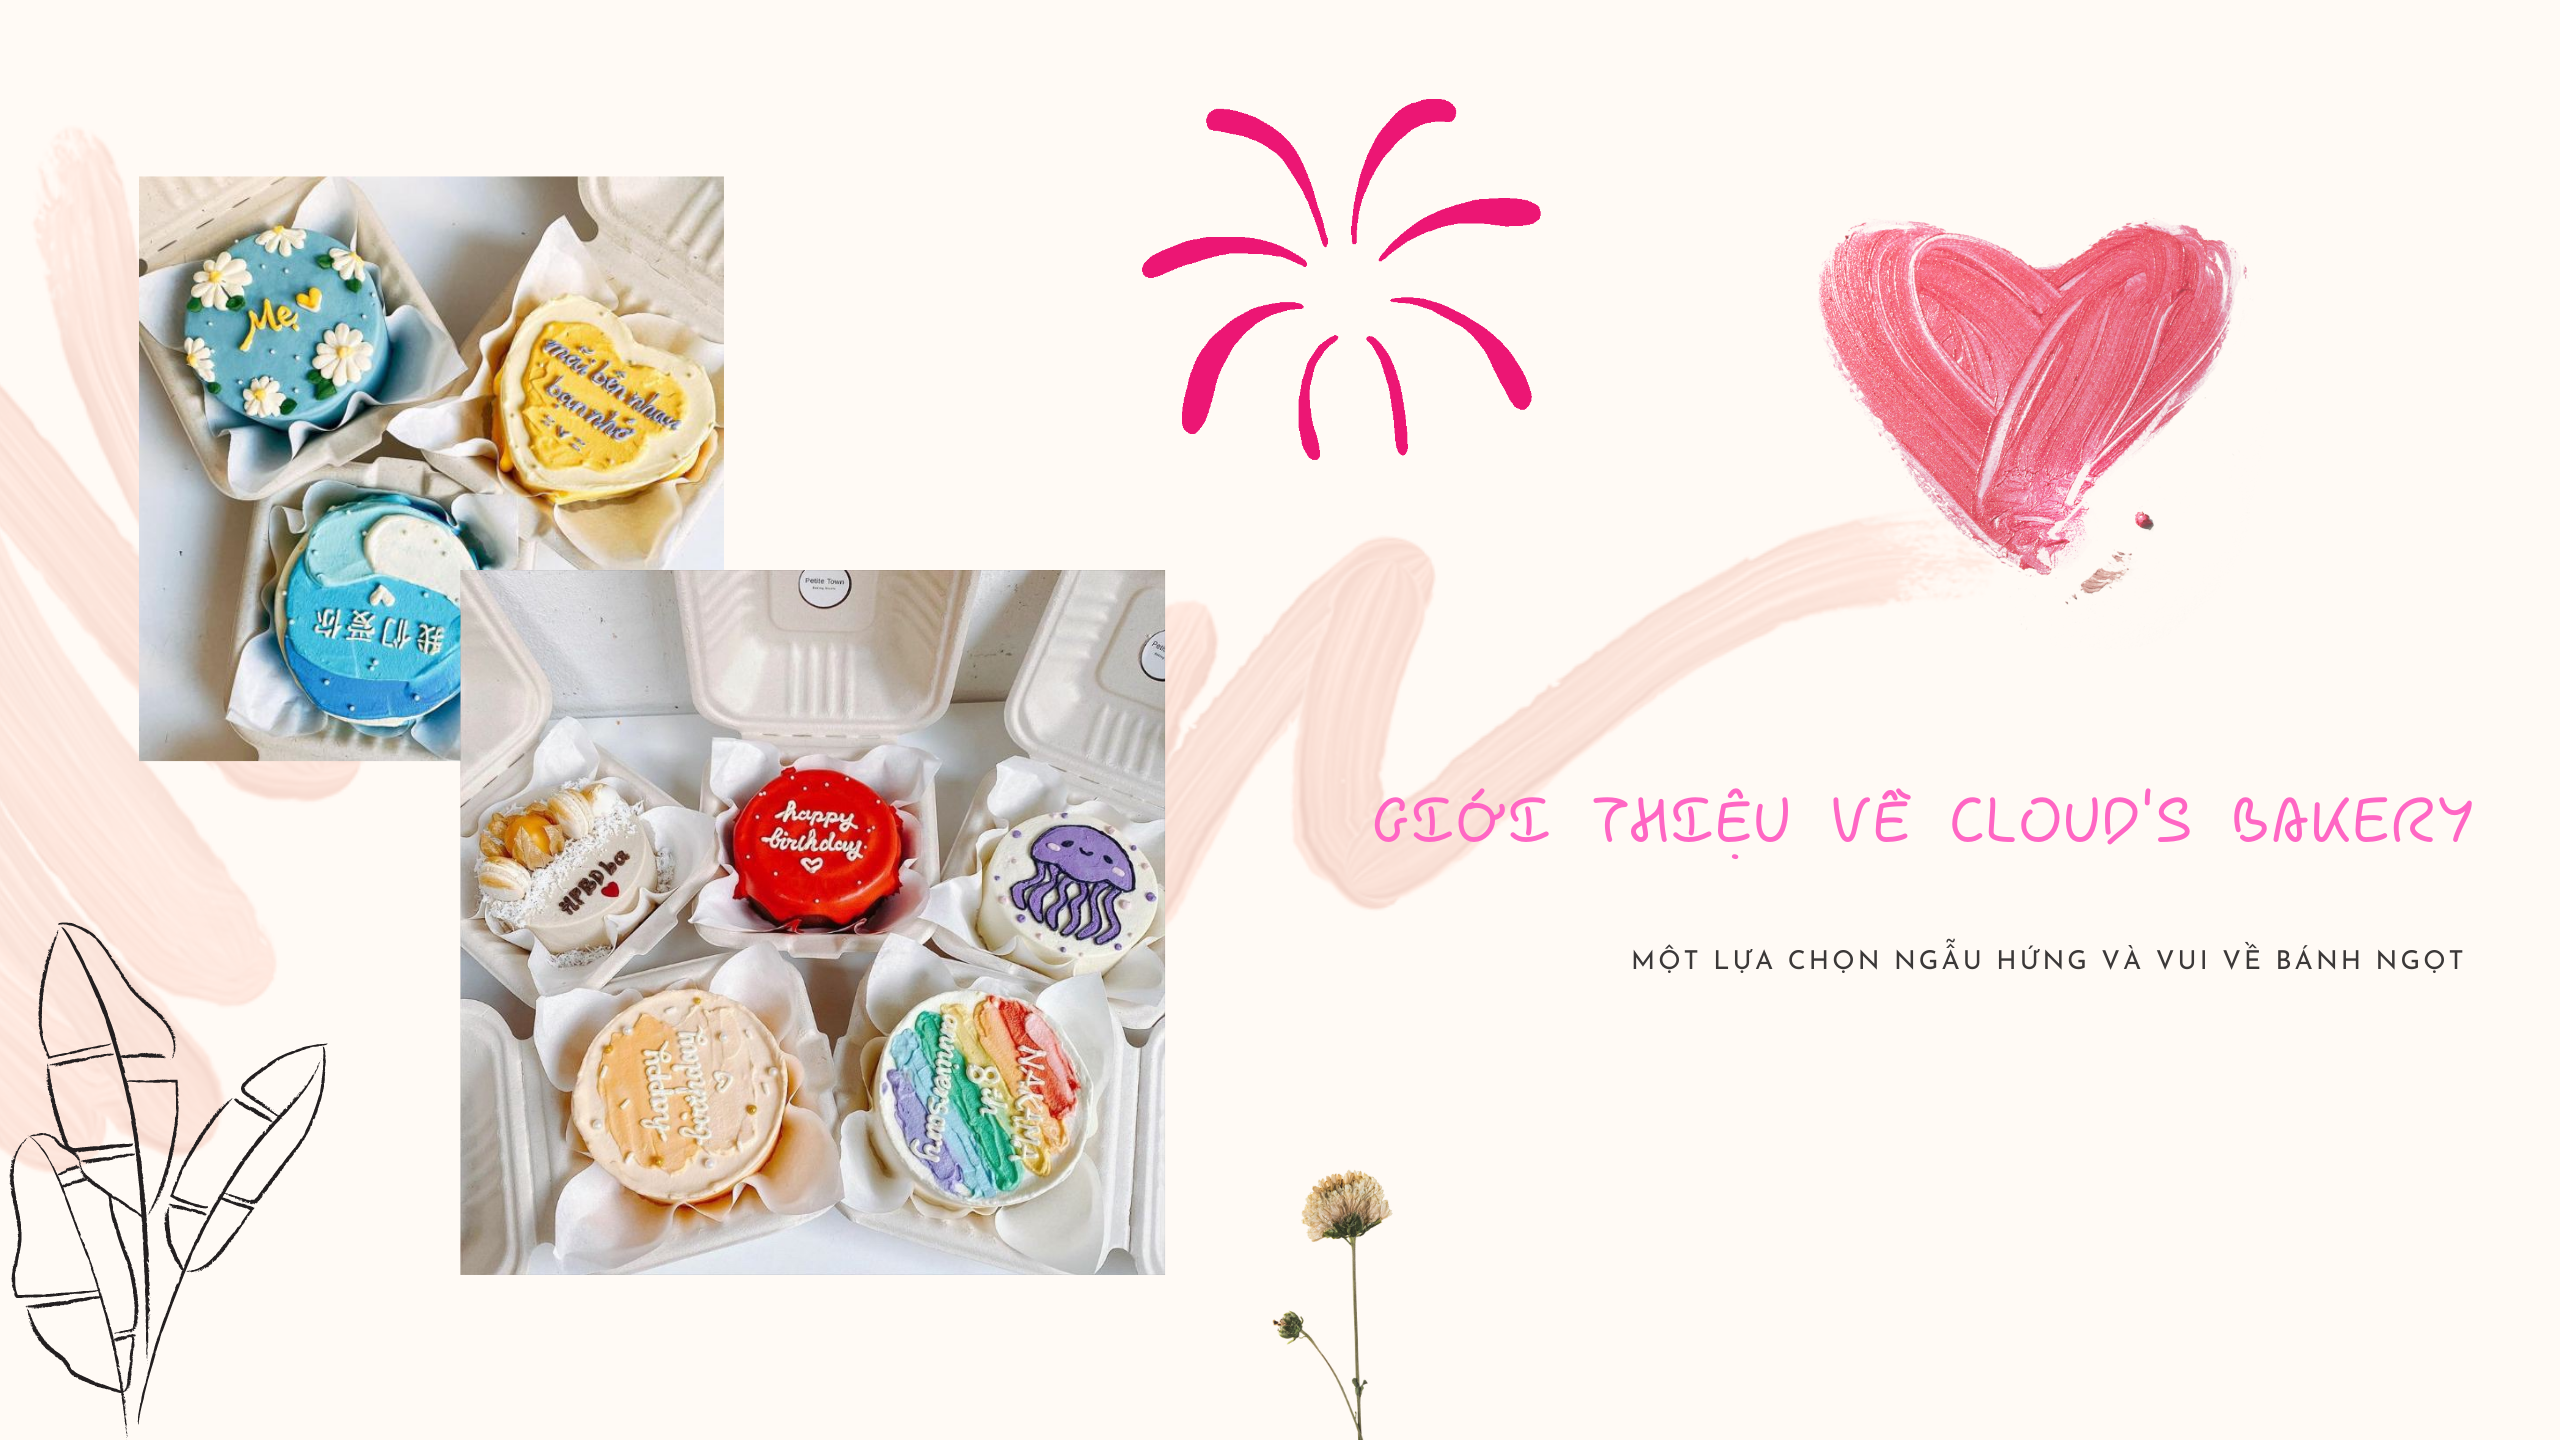 Mẹ
mãi bên nhau
bạn nhé
我们爱你
Petite Town
HPBD ba
happy
birthday
happy
birthday
NAKIMA
8th
anniversary
GIỚI THIỆU VỀ CLOUD'S BAKERY
MỘT LỰA CHỌN NGẪU HỨNG VÀ VUI VỀ BÁNH NGỌT